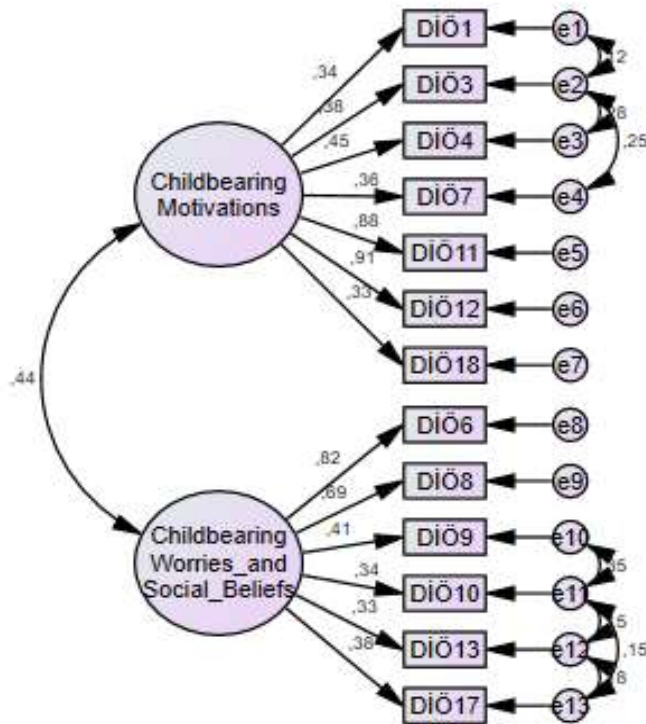 DİÖ1
e1
,34
DİÖ3
e2
,38
DİÖ4
e3
,45
,25
Childbearing
Motivations
DİÖ7
e4
,36
DİÖ11
e5
,88
DİÖ12
e6
,91
DİÖ18
e7
,33
,44
DİÖ6
e8
,82
DİÖ8
e9
,69
Childbearing
Worries_and
Social_Beliefs
DİÖ9
e10
,41
DİÖ10
e11
,34
DİÖ13
e12
,33
,15
DİÖ17
e13
,38